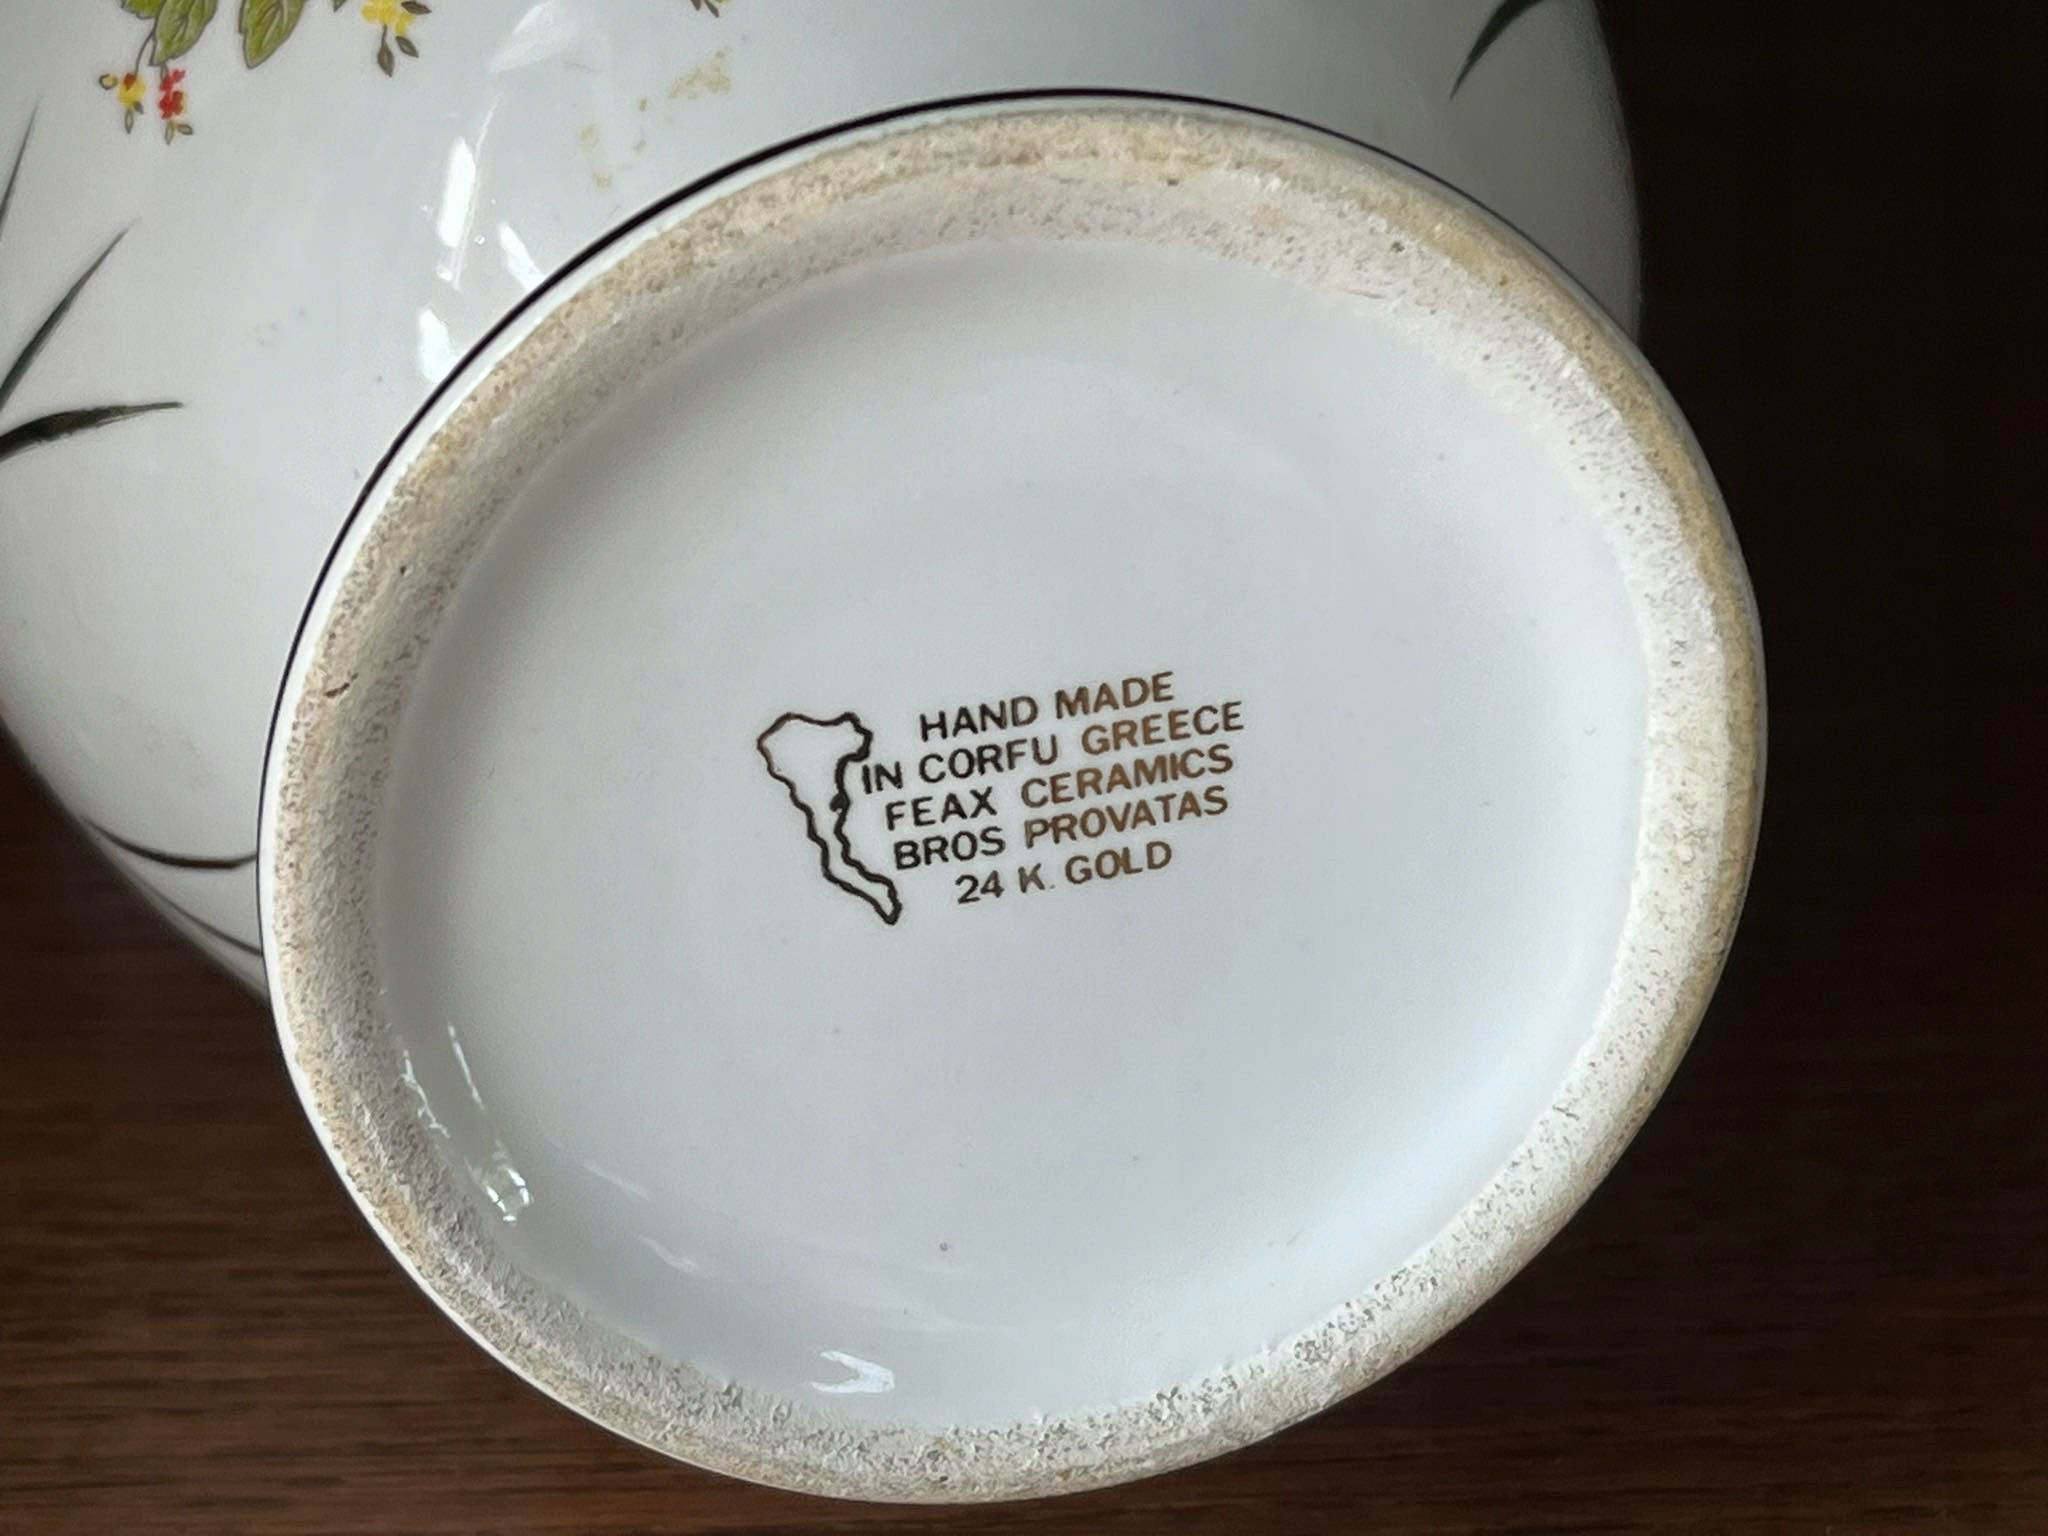 HAND MADE
IN CORFU GREECE
FEAX CERAMICS
BROS PROVATAS
24 K. GOLD